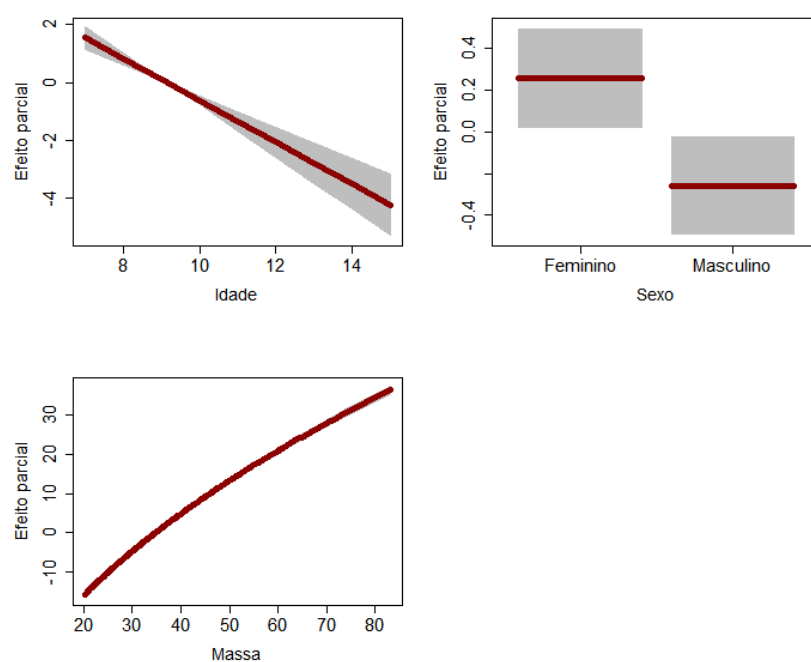 Efeito parcial
2
0
-2
-4
8 10 12 14
Idade
Efeito parcial
0.4
0.2
0.0
-0.4
Feminino Masculino
Sexo
Efeito parcial
30
20
10
0
-10
20 30 40 50 60 70 80
Massa